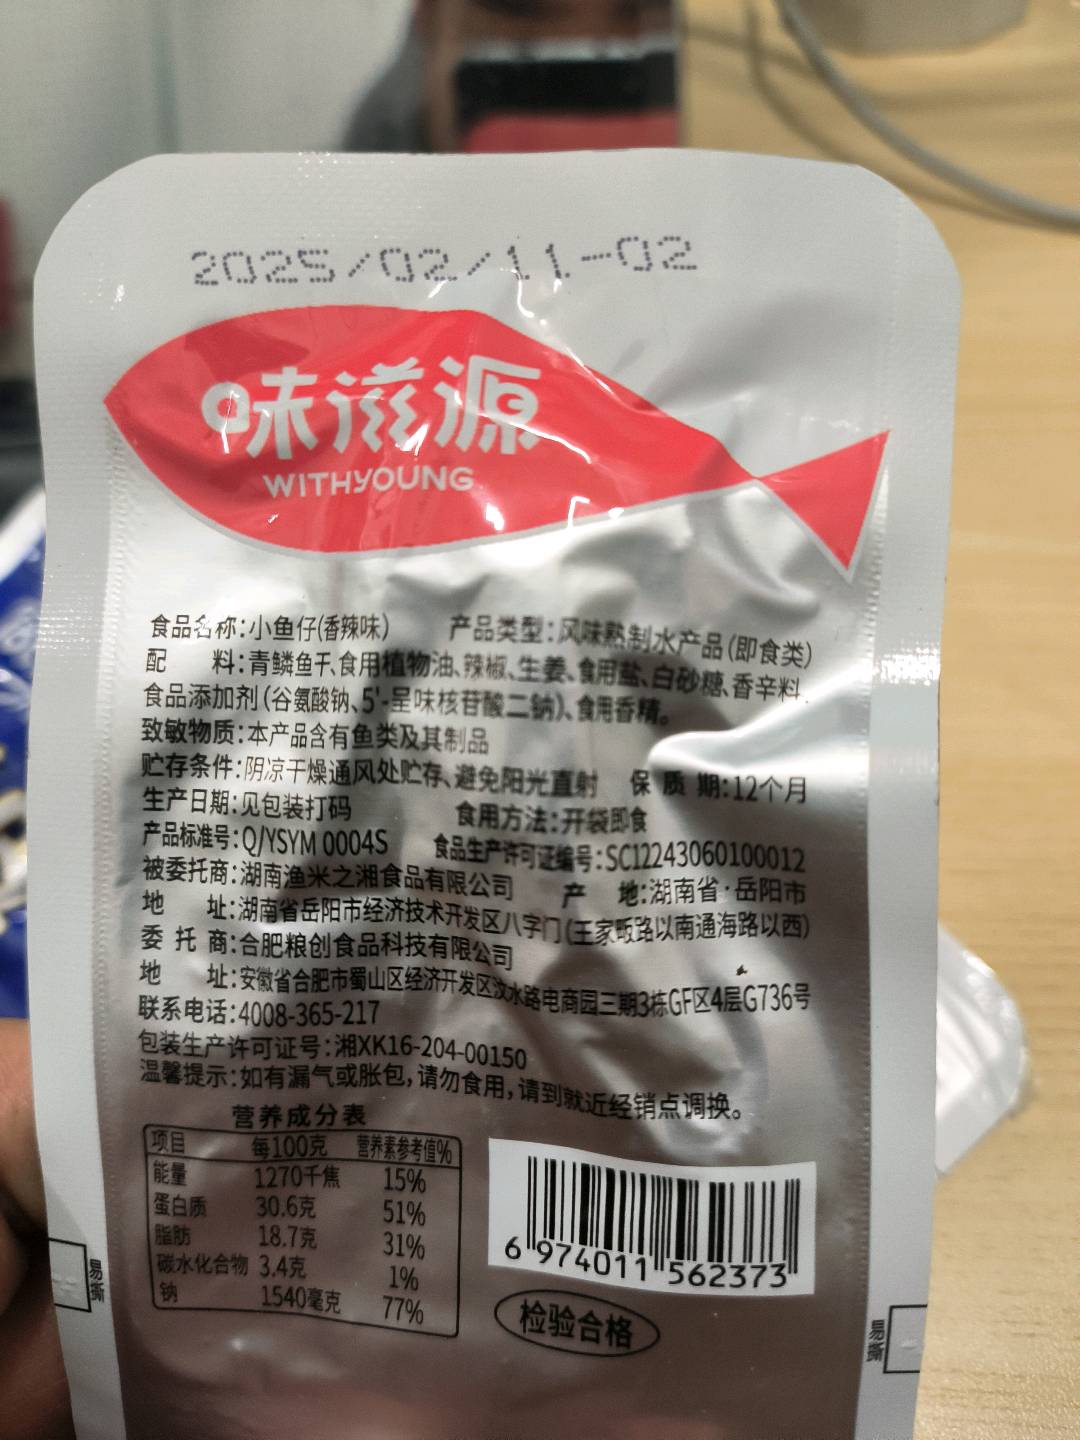 2025/02/11-02
味滋源
WITHYOUNG
食品名称:小鱼仔(香辣味) 产品类型:风味熟制水产品(即食类)
配 料:青鳞鱼干、食用植物油、辣椒、生姜、食用盐、白砂糖、香辛料、
食品添加剂(谷氨酸钠、5'-呈味核苷酸二钠)、食用香精。
致敏物质:本产品含有鱼类及其制品
贮存条件:阴凉干燥通风处贮存、避免阳光直射 保 质 期:12个月
生产日期:见包装打码 食用方法:开袋即食
产品标准号:Q/YSYM 0004S 食品生产许可证编号:SC12243060100012
被委托商:湖南渔米之湘食品有限公司 产 地:湖南省·岳阳市
地 址:湖南省岳阳市经济技术开发区八字门(王家畈路以南通海路以西)
委 托 商:合肥粮创食品科技有限公司
地 址:安徽省合肥市蜀山区经济开发区汶水路电商园三期3栋GF区4层G736号
联系电话:4008-365-217
包装生产许可证号:湘XK16-204-00150
温馨提示:如有漏气或胀包,请勿食用,请到就近经销点调换。
营养成分表
项目 每100克 营养素参考值%
能量 1270千焦 15%
蛋白质 30.6克 51%
脂肪 18.7克 31%
碳水化合物 3.4克 1%
钠 1540毫克 77%
6 974011 562373
检验合格
易撕
易撕